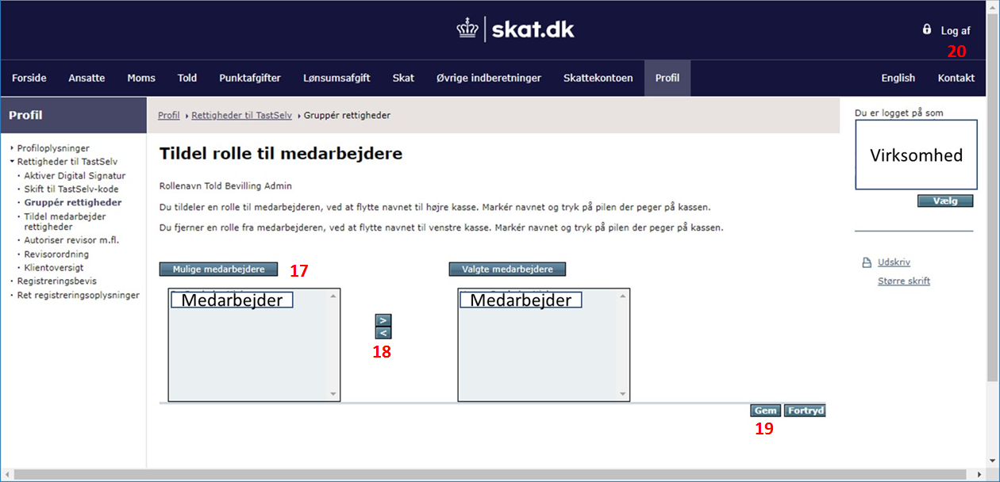 skat.dk
Log af
20
Forside Ansatte Moms Told Punktafgifter Lønsumsafgift Skat Øvrige indberetninger Skattekontoen Profil English Kontakt
Profil
Profil Rettigheder til TastSelv Gruppér rettigheder
Du er logget på som
Virksomhed
Vælg
Profiloplysninger
Rettigheder til TastSelv
Aktiver Digital Signatur
Skift til TastSelv-kode
Gruppér rettigheder
Tildel medarbejder
rettigheder
Autoriser revisor m.fl.
Revisorordning
Klientoversigt
Registreringsbevis
Ret registreringsoplysninger
Tildel rolle til medarbejdere
Rollenavn Told Bevilling Admin
Du tildeler en rolle til medarbejderen, ved at flytte navnet til højre kasse. Markér navnet og tryk på pilen der peger på kassen.
Du fjerner en rolle fra medarbejderen, ved at flytte navnet til venstre kasse. Markér navnet og tryk på pilen der peger på kassen.
Mulige medarbejdere 17 Valgte medarbejdere
Medarbejder Medarbejder
>
<
18
Gem Fortryd
19
Udskriv
Større skrift